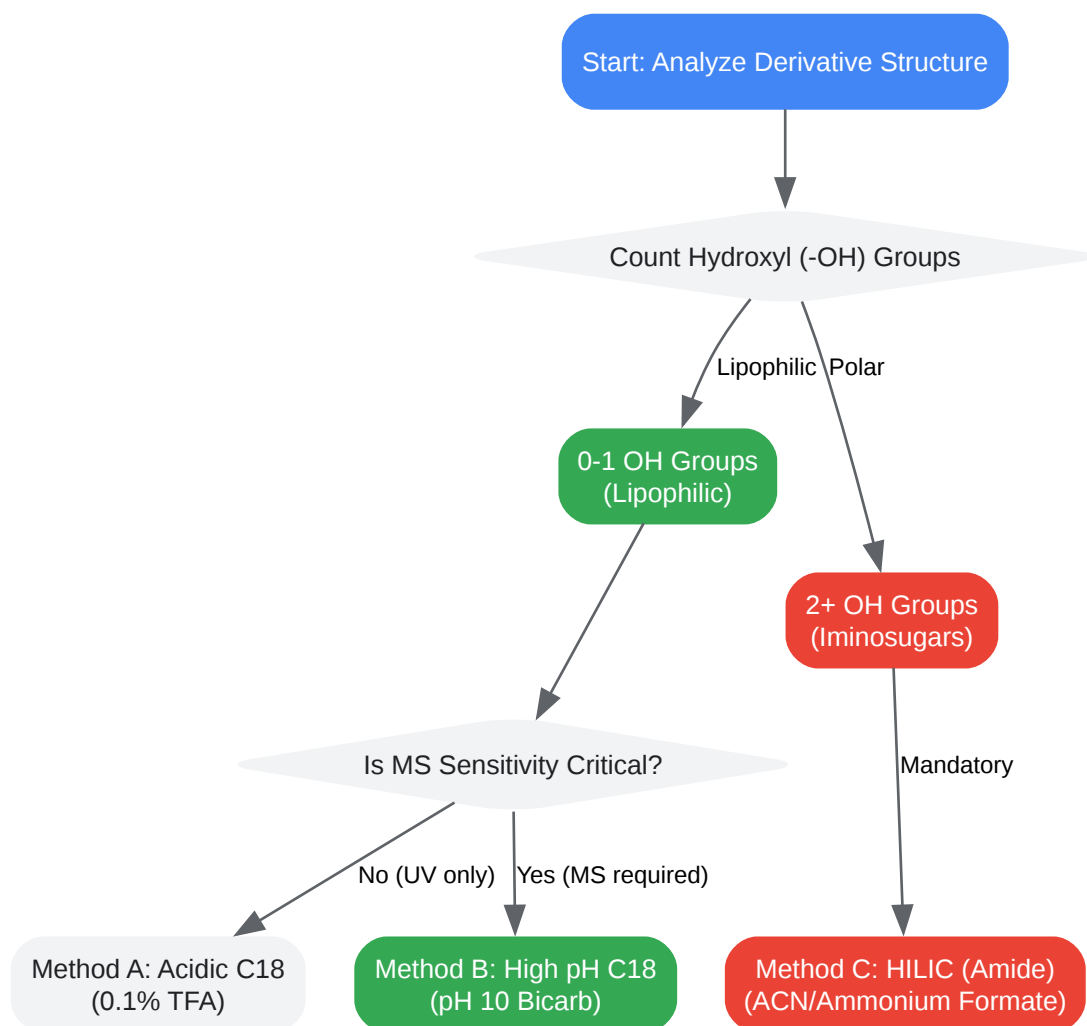 Start: Analyze Derivative Structure
Count Hydroxyl (-OH) Groups
Lipophilic
Polar
0-1 OH Groups
(Lipophilic)
2+ OH Groups
(Iminosugars)
Is MS Sensitivity Critical?
Mandatory
No (UV only)
Yes (MS required)
Method A: Acidic C18
(0.1% TFA)
Method B: High pH C18
(pH 10 Bicarb)
Method C: HILIC (Amide)
(ACN/Ammonium Formate)